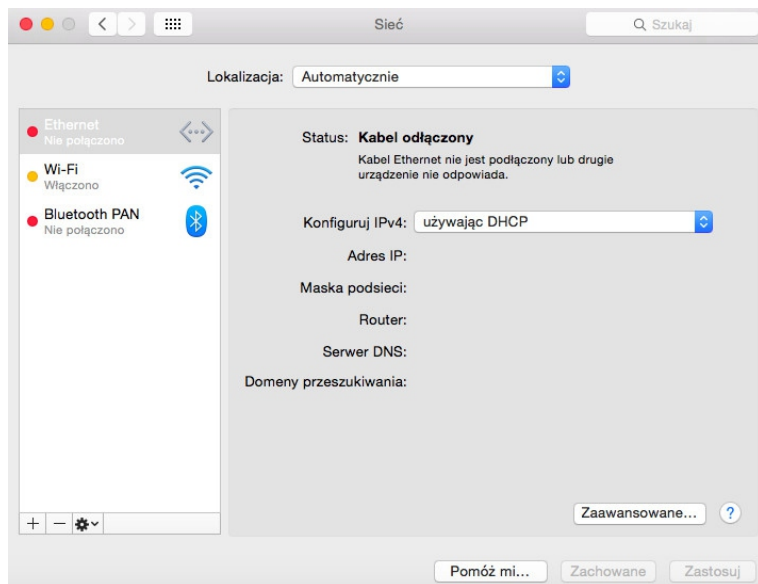 Sieć
Szukaj
Lokalizacja: Automatycznie
Ethernet
Nie połączono
Wi-Fi
Włączono
Bluetooth PAN
Nie połączono
Status: Kabel odłączony
Kabel Ethernet nie jest podłączony lub drugie
urządzenie nie odpowiada.
Konfiguruj IPv4: używając DHCP
Adres IP:
Maska podsieci:
Router:
Serwer DNS:
Domeny przeszukiwania:
Zaawansowane... ?
Pomóż mi... Zachowane Zastosuj